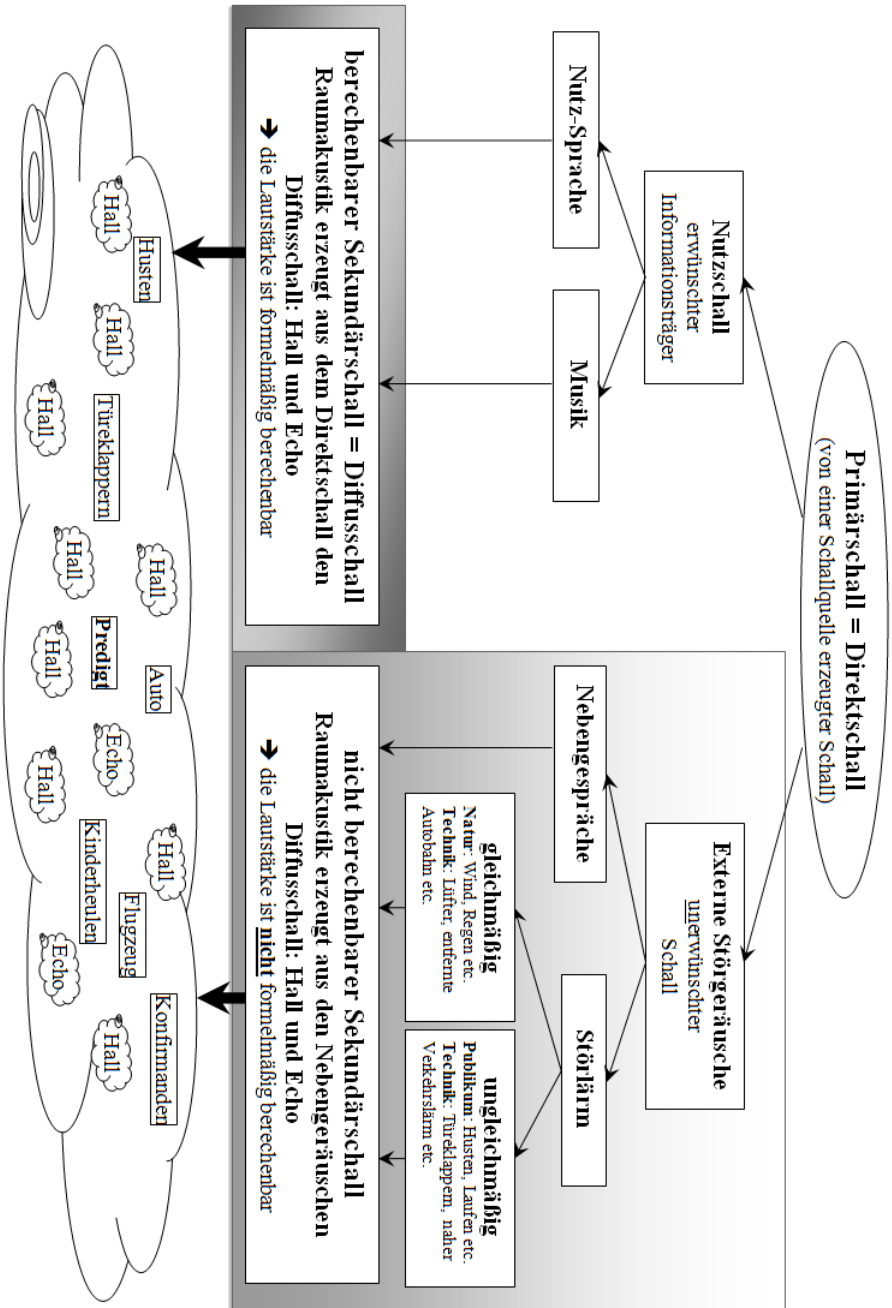 Primärschall = Direktschall
(von einer Schallquelle erzeugter Schall)
Nutzschall
erwünschter
Informationsträger
Externe Störgeräusche
unerwünschter
Schall
Nutz-Sprache
Musik
Nebengespräche
Störlärm
gleichmäßig
Natur: Wind, Regen etc.
Technik: Lüfter, entfernte
Autobahn etc.
ungleichmäßig
Publikum: Husten, Laufen etc.
Technik: Türeklappern, naher
Verkehrslärm etc.
berechenbarer Sekundärschall = Diffusschall
Raumakustik erzeugt aus dem Direktschall den
Diffusschall: Hall und Echo
➔ die Lautstärke ist formelmäßig berechenbar
nicht berechenbarer Sekundärschall
Raumakustik erzeugt aus den Nebengeräuschen
Diffusschall: Hall und Echo
➔ die Lautstärke ist nicht formelmäßig berechenbar
Husten
Hall
Hall
Türeklappern
Hall
Hall
Hall
Auto
Predigt
Hall
Echo
Hall
Hall
Kinderheulen
Flugzeug
Echo
Konfirmanden
Hall